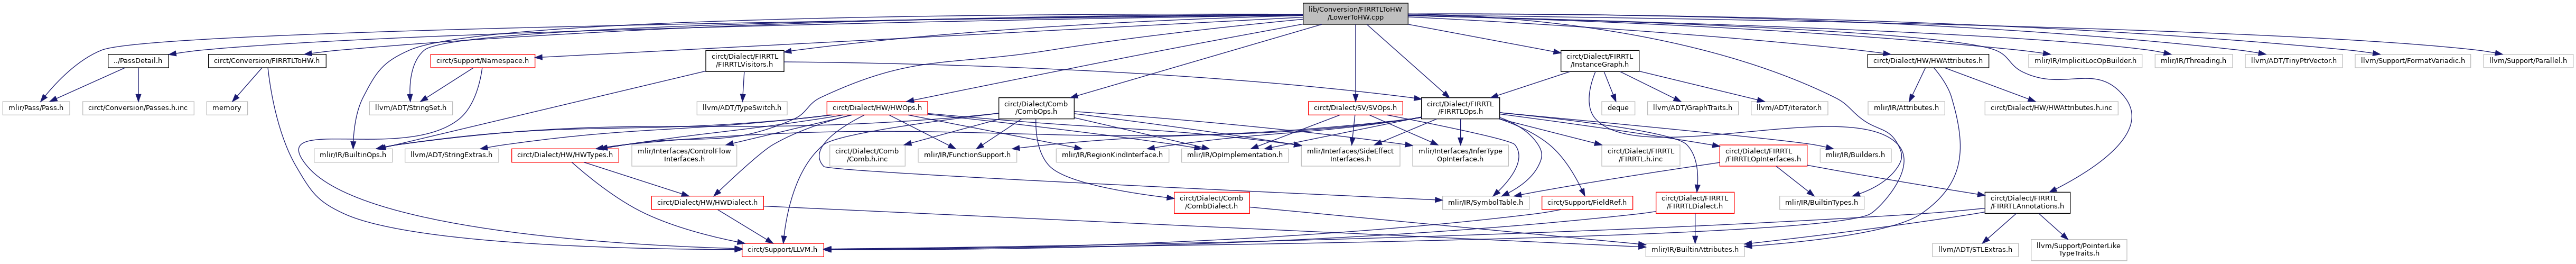 lib/Conversion/FIRRTLToHW
/LowerToHW.cpp
../PassDetail.h
circt/Conversion/FIRRTLToHW.h
circt/Support/Namespace.h
circt/Dialect/FIRRTL
/FIRRTLVisitors.h
circt/Dialect/FIRRTL
/InstanceGraph.h
circt/Dialect/HW/HWAttributes.h
mlir/IR/ImplicitLocOpBuilder.h
mlir/IR/Threading.h
llvm/ADT/TinyPtrVector.h
llvm/Support/FormatVariadic.h
llvm/Support/Parallel.h
mlir/Pass/Pass.h
circt/Conversion/Passes.h.inc
memory
llvm/ADT/StringSet.h
llvm/ADT/TypeSwitch.h
circt/Dialect/HW/HWOps.h
circt/Dialect/Comb
/CombOps.h
circt/Dialect/SV/SVOps.h
circt/Dialect/FIRRTL
/FIRRTLOps.h
deque
llvm/ADT/GraphTraits.h
llvm/ADT/iterator.h
mlir/IR/Attributes.h
circt/Dialect/HW/HWAttributes.h.inc
mlir/IR/BuiltinOps.h
llvm/ADT/StringExtras.h
circt/Dialect/HW/HWTypes.h
mlir/Interfaces/ControlFlow
Interfaces.h
circt/Dialect/Comb
/Comb.h.inc
mlir/IR/FunctionSupport.h
mlir/IR/RegionKindInterface.h
mlir/IR/OpImplementation.h
mlir/Interfaces/SideEffect
Interfaces.h
mlir/Interfaces/InferType
OpInterface.h
circt/Dialect/FIRRTL
/FIRRTL.h.inc
circt/Dialect/FIRRTL
/FIRRTLOpInterfaces.h
mlir/IR/Builders.h
circt/Dialect/HW/HWDialect.h
circt/Dialect/Comb
/CombDialect.h
mlir/IR/SymbolTable.h
circt/Support/FieldRef.h
circt/Dialect/FIRRTL
/FIRRTLDialect.h
mlir/IR/BuiltinTypes.h
circt/Dialect/FIRRTL
/FIRRTLAnnotations.h
circt/Support/LLVM.h
mlir/IR/BuiltinAttributes.h
llvm/ADT/STLExtras.h
llvm/Support/PointerLike
TypeTraits.h